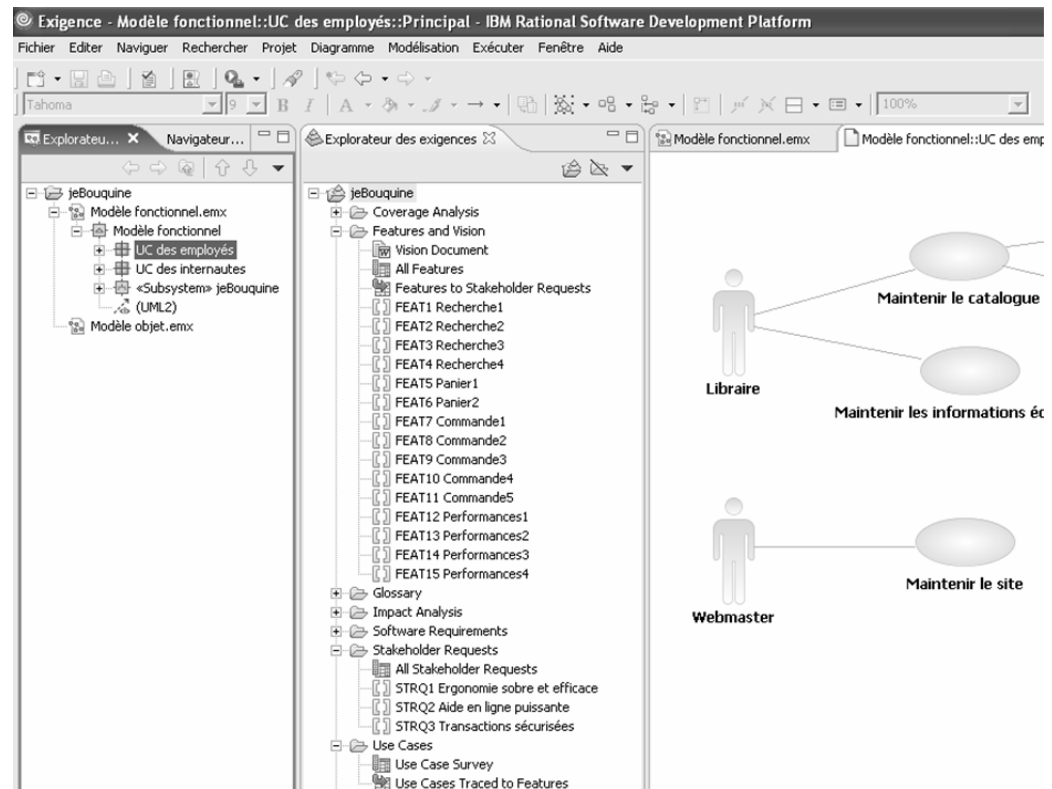 Exigence - Modèle fonctionnel::UC des employés::Principal - IBM Rational Software Development Platform
Fichier Editer Naviguer Rechercher Projet Diagramme Modélisation Exécuter Fenêtre Aide
Tahoma 9 B I A 100%
Explorateu... Navigateur...
jeBouquine
Modèle fonctionnel.emx
Modèle fonctionnel
UC des employés
UC des internautes
«Subsystem» jeBouquine
(UML2)
Modèle objet.emx
Explorateur des exigences
jeBouquine
Coverage Analysis
Features and Vision
Vision Document
All Features
Features to Stakeholder Requests
FEAT1 Recherche1
FEAT2 Recherche2
FEAT3 Recherche3
FEAT4 Recherche4
FEAT5 Panier1
FEAT6 Panier2
FEAT7 Commande1
FEAT8 Commande2
FEAT9 Commande3
FEAT10 Commande4
FEAT11 Commande5
FEAT12 Performances1
FEAT13 Performances2
FEAT14 Performances3
FEAT15 Performances4
Glossary
Impact Analysis
Software Requirements
Stakeholder Requests
All Stakeholder Requests
STRQ1 Ergonomie sobre et efficace
STRQ2 Aide en ligne puissante
STRQ3 Transactions sécurisées
Use Cases
Use Case Survey
Use Cases Traced to Features
Modèle fonctionnel.emx Modèle fonctionnel::UC des emp
Maintenir le catalogue
Libraire
Maintenir les informations éd
Maintenir le site
Webmaster